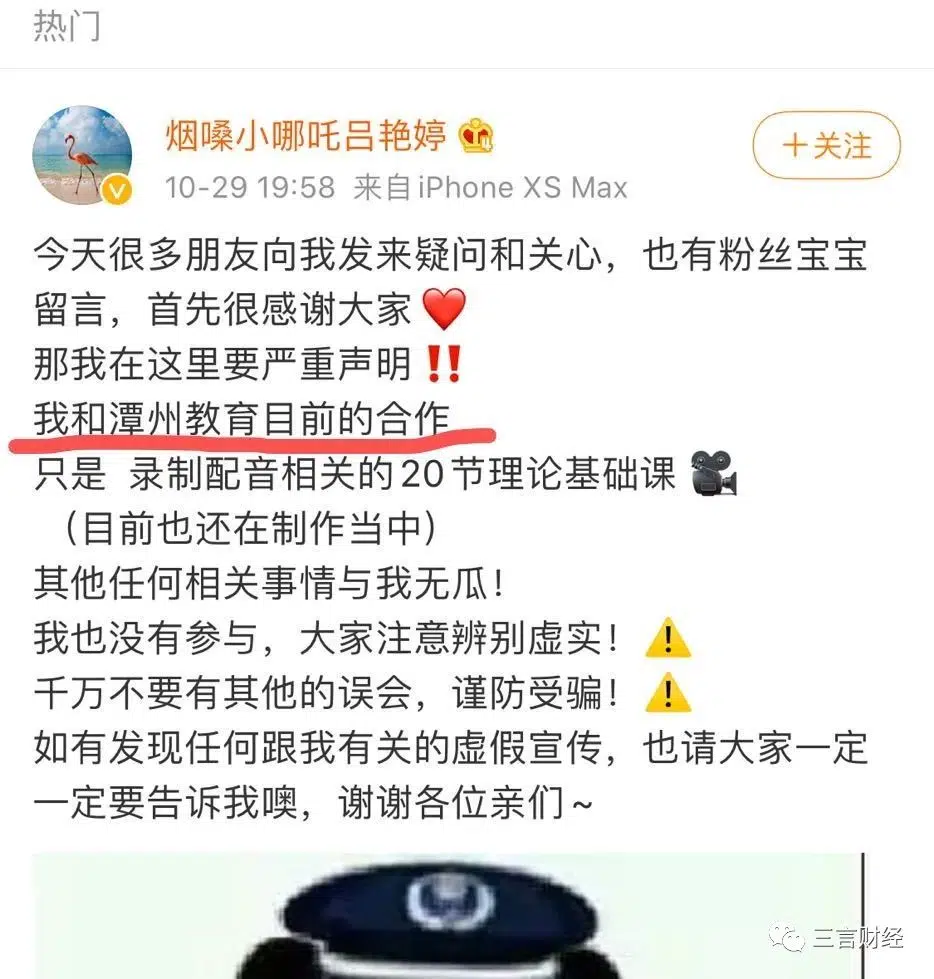 热门
烟嗓小哪吒吕艳婷
+关注
10-29 19:58 来自iPhone XS Max
今天很多朋友向我发来疑问和关心，也有粉丝宝宝
留言，首先很感谢大家❤️
那我在这里要严重声明‼️
我和潭州教育目前的合作
只是 录制配音相关的20节理论基础课🎥
（目前也还在制作当中）
其他任何相关事情与我无瓜！
我也没有参与，大家注意辨别虚实！⚠️
千万不要有其他的误会，谨防受骗！⚠️
如有发现任何跟我有关的虚假宣传，也请大家一定
一定要告诉我噢，谢谢各位亲们~
三言财经